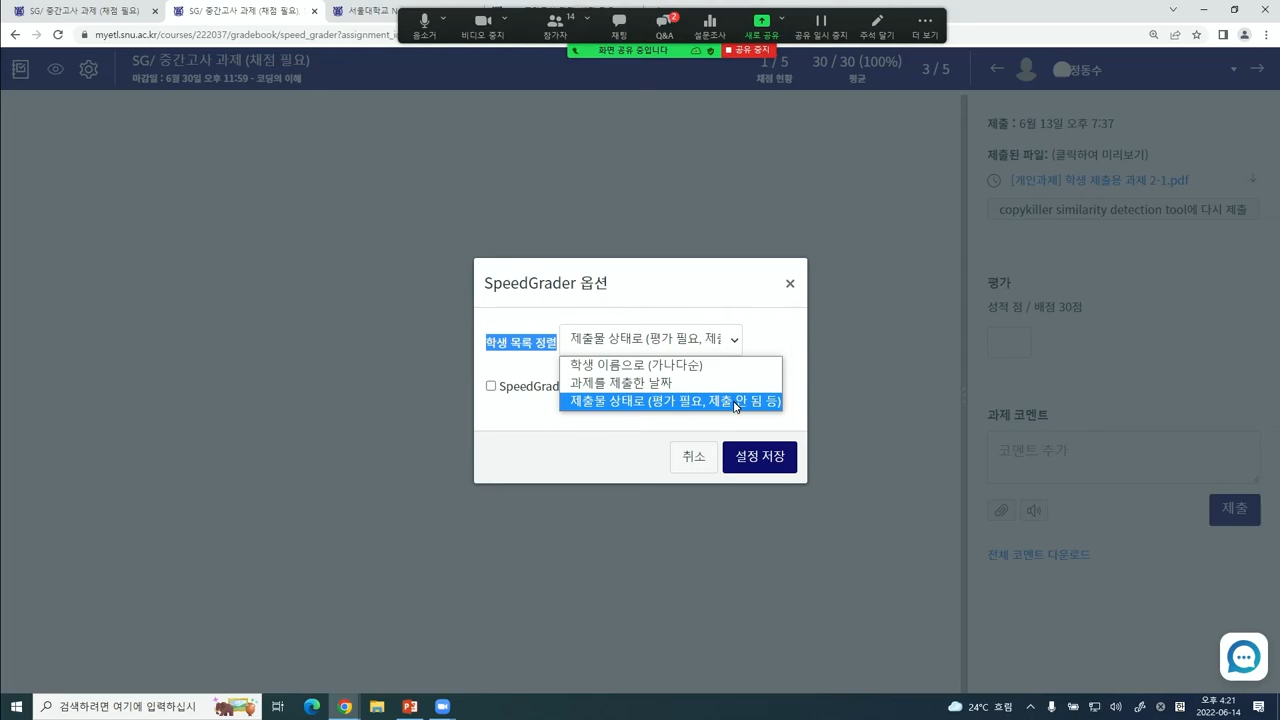 SG/ 중간고사 과제 (채점 필요)
SG/ 중간고사 과제 (채점 필요).
서울대학교 N
myetl.snu.ac.kr/courses/222037/gradebook/speed_grader?assignment_i
음소거
비디오 중지
14
참가자
채팅
2
Q&A
설문조사
새로 공유
공유 일시 중지
주석 달기
더 보기
화면 공유 중입니다
공유 중지
SG/ 중간고사 과제 (채점 필요)
마감일 : 6월 30일 오후 11:59 - 코딩의 이해
1 / 5
채점 현황
30 / 30 (100%)
평균
3 / 5
정동수
제출 : 6월 13일 오후 7:37
제출된 파일: (클릭하여 미리보기)
[개인과제] 학생 제출용 과제 2-1.pdf
copykiller similarity detection tool에 다시 제출
평가
성적 점 / 배점 30점
과제 코멘트
코멘트 추가
제출
전체 코멘트 다운로드
SpeedGrader 옵션
×
학생 목록 정렬
제출물 상태로 (평가 필요, 제출
학생 이름으로 (가나다순)
과제를 제출한 날짜
제출물 상태로 (평가 필요, 제출 안 됨 등)
SpeedGrad
취소
설정 저장
검색하려면 여기에 입력하십시
24°C 흐림
오후 4:21
2022-06-14